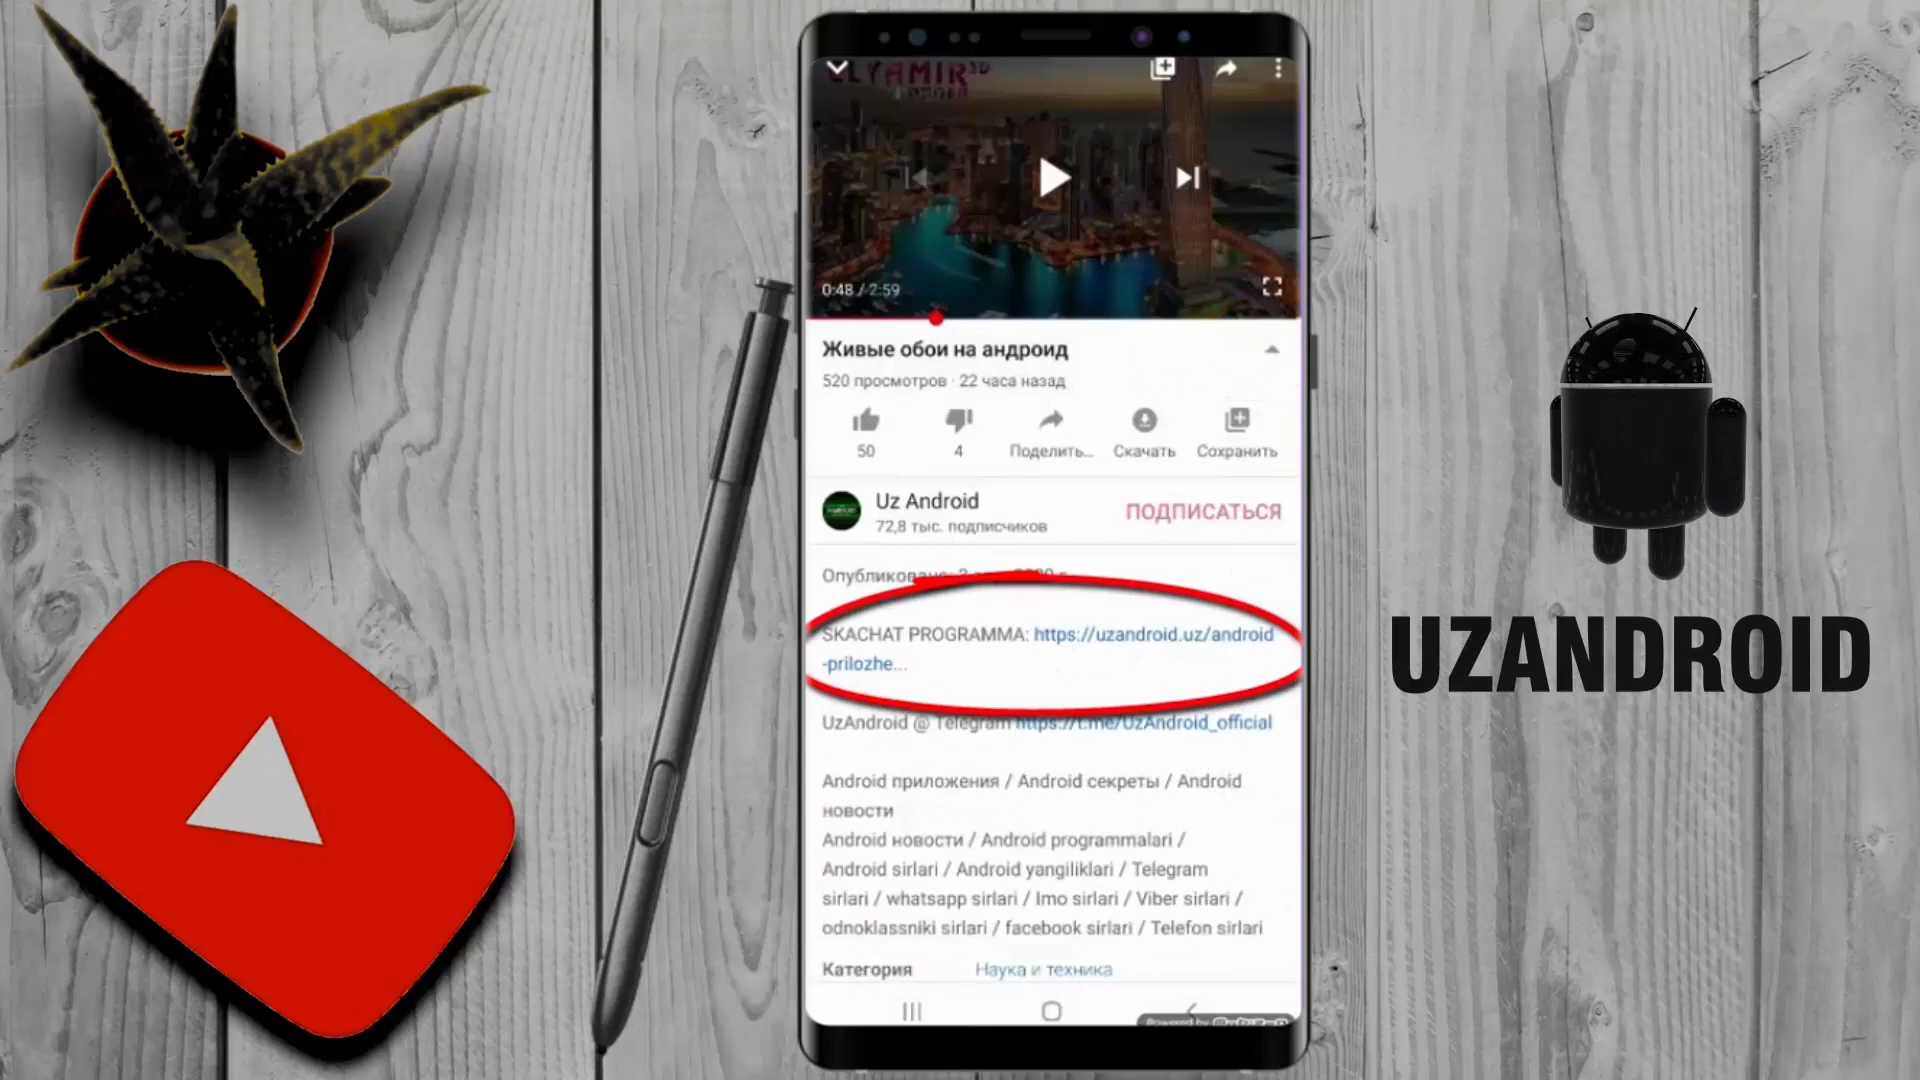 ELYAMIR
0:48 / 2:59
Живые обои на андроид
520 просмотров · 22 часа назад
50
4
Поделить...
Скачать
Сохранить
Uz Android
72,8 тыс. подписчиков
ПОДПИСАТЬСЯ
SKACHAT PROGRAMMA: https://uzandroid.uz/android
-prilozhe...
UzAndroid @ Telegram https://t.me/UzAndroid_official
Android приложения / Android секреты / Android
новости
Android новости / Android programmalari /
Android sirlari / Android yangiliklari / Telegram
sirlari / whatsapp sirlari / Imo sirlari / Viber sirlari /
odnoklassniki sirlari / facebook sirlari / Telefon sirlari
Категория
Наука и техника
Powered by
UZANDROID